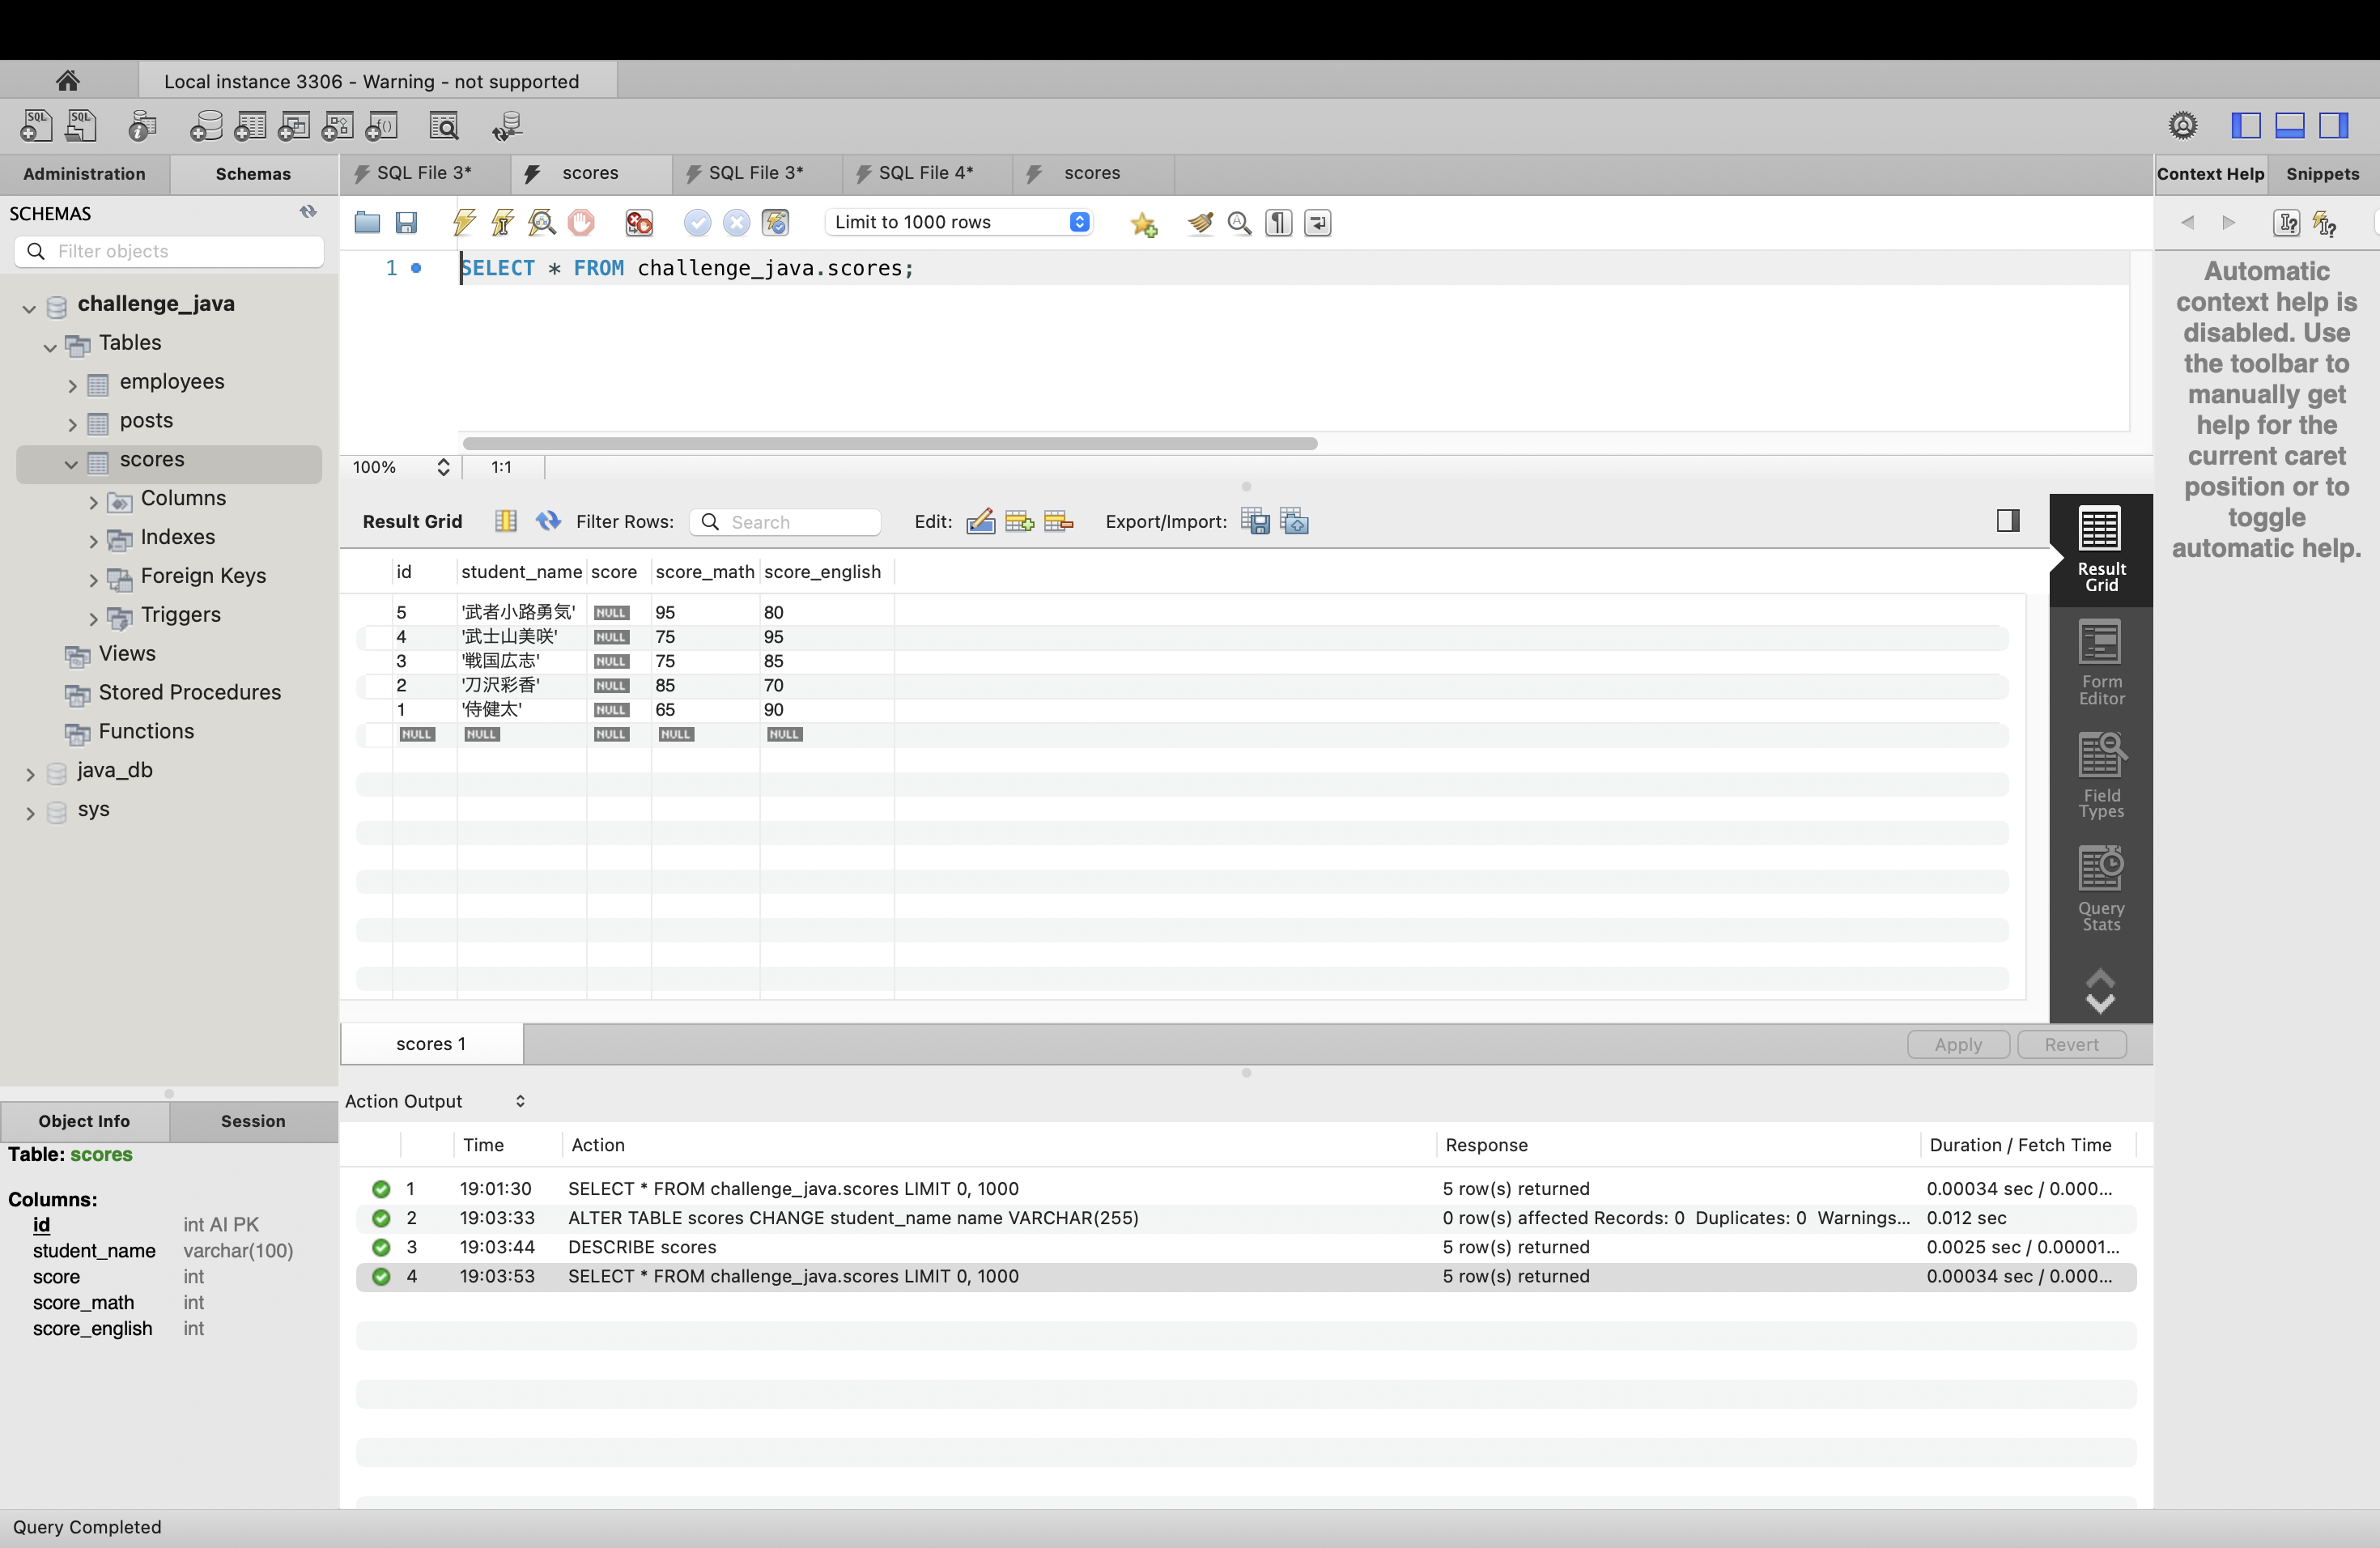 Local instance 3306 - Warning - not supported
Administration Schemas
SQL File 3* scores SQL File 3* SQL File 4* scores
Context Help Snippets
SCHEMAS
Filter objects
Limit to 1000 rows
challenge_java
Tables
employees
posts
scores
Columns
Indexes
Foreign Keys
Triggers
Views
Stored Procedures
Functions
java_db
sys
1 SELECT * FROM challenge_java.scores;
100% 1:1
Automatic
context help is
disabled. Use
the toolbar to
manually get
help for the
current caret
position or to
toggle
automatic help.
Result Grid Filter Rows: Search Edit: Export/Import:
id student_name score score_math score_english
5 '武者小路勇気' NULL 95 80
4 '武士山美咲' NULL 75 95
3 '戦国広志' NULL 75 85
2 '刀沢彩香' NULL 85 70
1 '侍健太' NULL 65 90
NULL NULL NULL NULL NULL
Result
Grid
Form
Editor
Field
Types
Query
Stats
scores 1 Apply Revert
Object Info Session
Table: scores
Columns:
id int AI PK
student_name varchar(100)
score int
score_math int
score_english int
Action Output
Time Action Response Duration / Fetch Time
1 19:01:30 SELECT * FROM challenge_java.scores LIMIT 0, 1000 5 row(s) returned 0.00034 sec / 0.000...
2 19:03:33 ALTER TABLE scores CHANGE student_name name VARCHAR(255) 0 row(s) affected Records: 0 Duplicates: 0 Warnings... 0.012 sec
3 19:03:44 DESCRIBE scores 5 row(s) returned 0.0025 sec / 0.00001...
4 19:03:53 SELECT * FROM challenge_java.scores LIMIT 0, 1000 5 row(s) returned 0.00034 sec / 0.000...
Query Completed